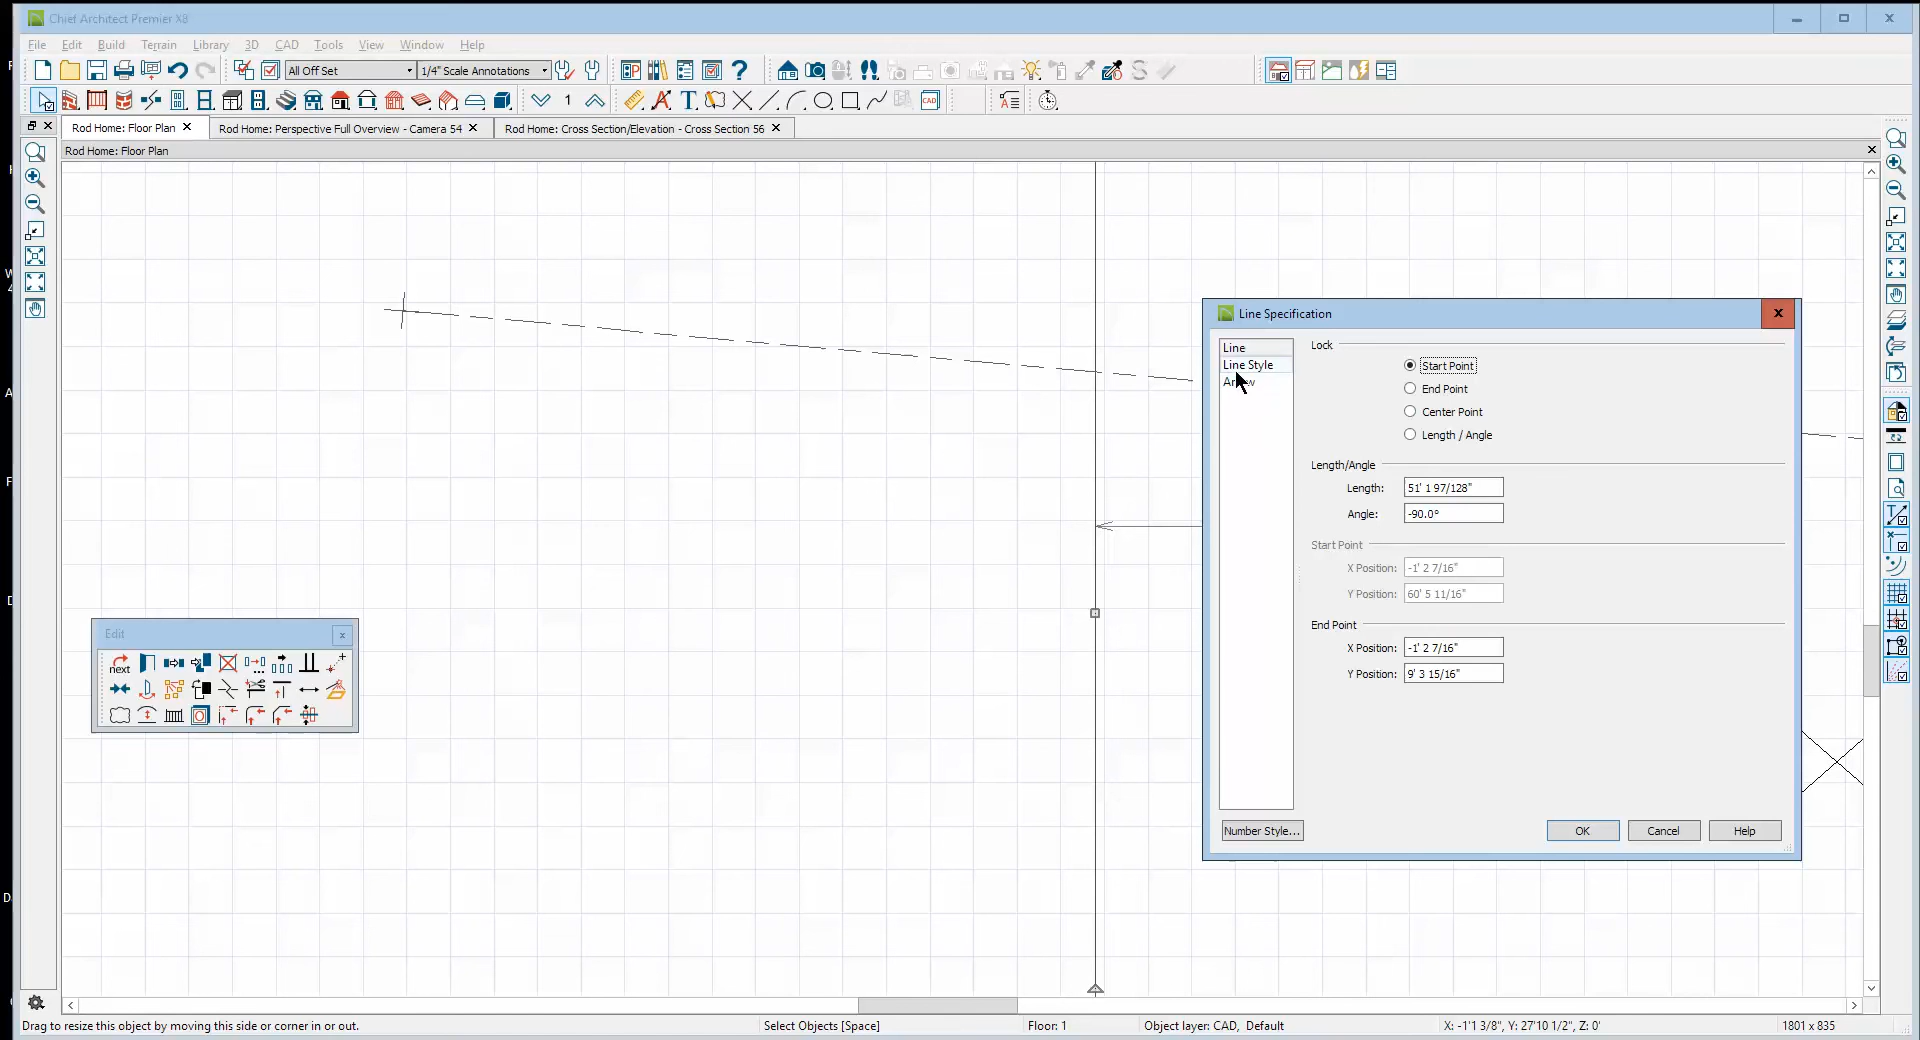 Chief Architect Premier X8
File Edit Build Terrain Library 3D CAD Tools View Window Help
All Off Set 1/4" Scale Annotations
1 CAD
Rod Home: Floor Plan Rod Home: Perspective Full Overview - Camera 54 Rod Home: Cross Section/Elevation - Cross Section 56
Rod Home: Floor Plan
Line Specification
Line
Line Style
Lock
Start Point
End Point
Center Point
Length / Angle
Length/Angle
Length: 51' 1 97/128"
Angle: -90.0°
Start Point
X Position: -1' 2 7/16"
Y Position: 60' 5 11/16"
End Point
X Position: -1' 2 7/16"
Y Position: 9' 3 15/16"
Number Style... OK Cancel Help
Edit
next
Drag to resize this object by moving this side or corner in or out. Select Objects [Space] Floor: 1 Object layer: CAD, Default X: -1'1 3/8", Y: 27'10 1/2", Z: 0' 1801 x 835